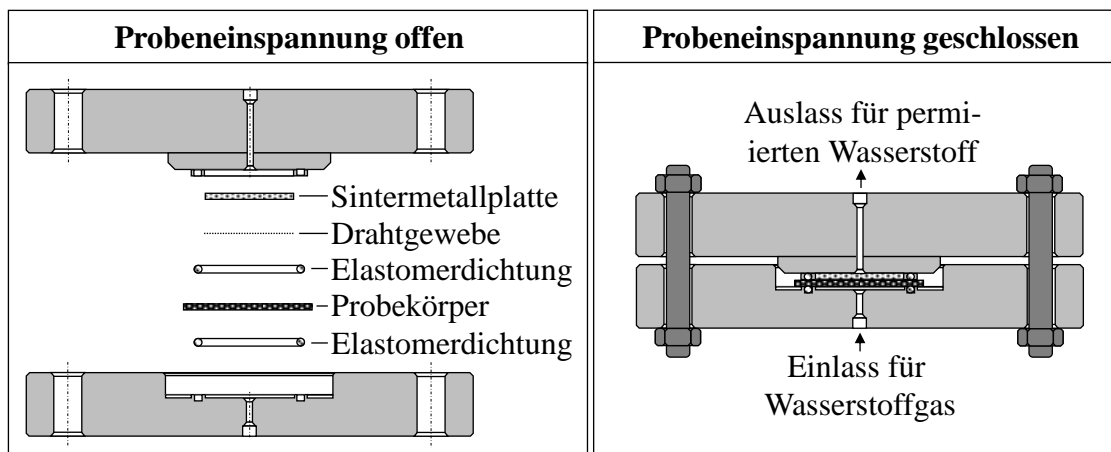 Probeneinspannung offen
Sintermetallplatte
Drahtgewebe
Elastomerdichtung
Probekörper
Elastomerdichtung
Probeneinspannung geschlossen
Auslass für permi-
ierten Wasserstoff
Einlass für
Wasserstoffgas